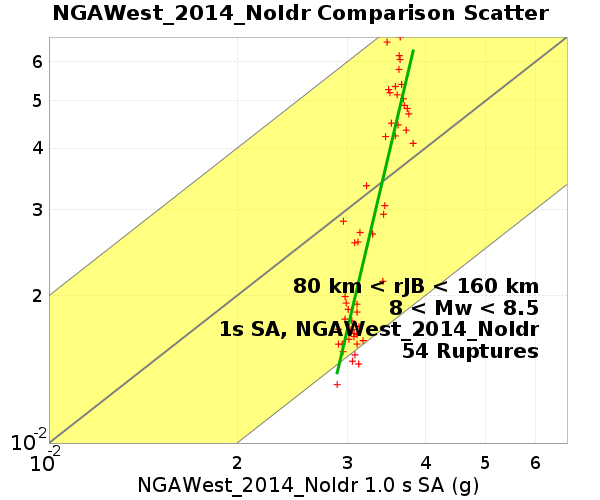 NGAWest_2014_NoIdr Comparison Scatter
6
5
4
3
2
10-2
80 km < rJB < 160 km
8 < Mw < 8.5
1s SA, NGAWest_2014_NoIdr
54 Ruptures
10-2
2
3
4
5
6
NGAWest_2014_NoIdr 1.0 s SA (g)